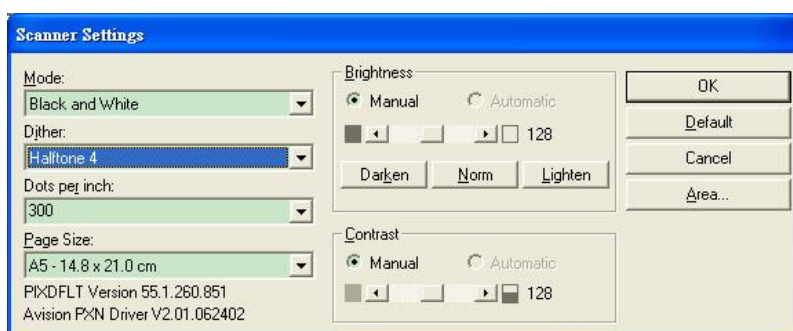 Scanner Settings
Mode:
Black and White
Dither:
Halftone 4
Dots per inch:
300
Page Size:
A5 - 14.8 x 21.0 cm
PIXDFLT Version 55.1.260.851
Avision PXN Driver V2.01.062402
Brightness
Manual Automatic
128
Darken Norm Lighten
Contrast
Manual Automatic
128
OK
Default
Cancel
Area...